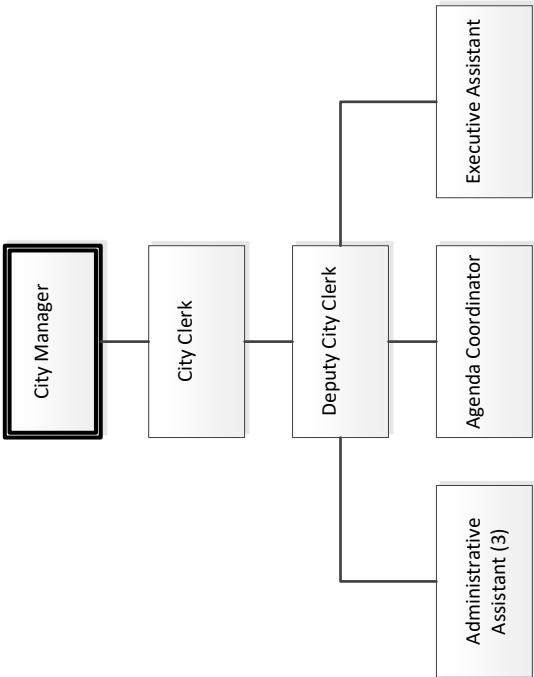 City Manager
City Clerk
Deputy City Clerk
Administrative
Assistant (3)
Agenda Coordinator
Executive Assistant